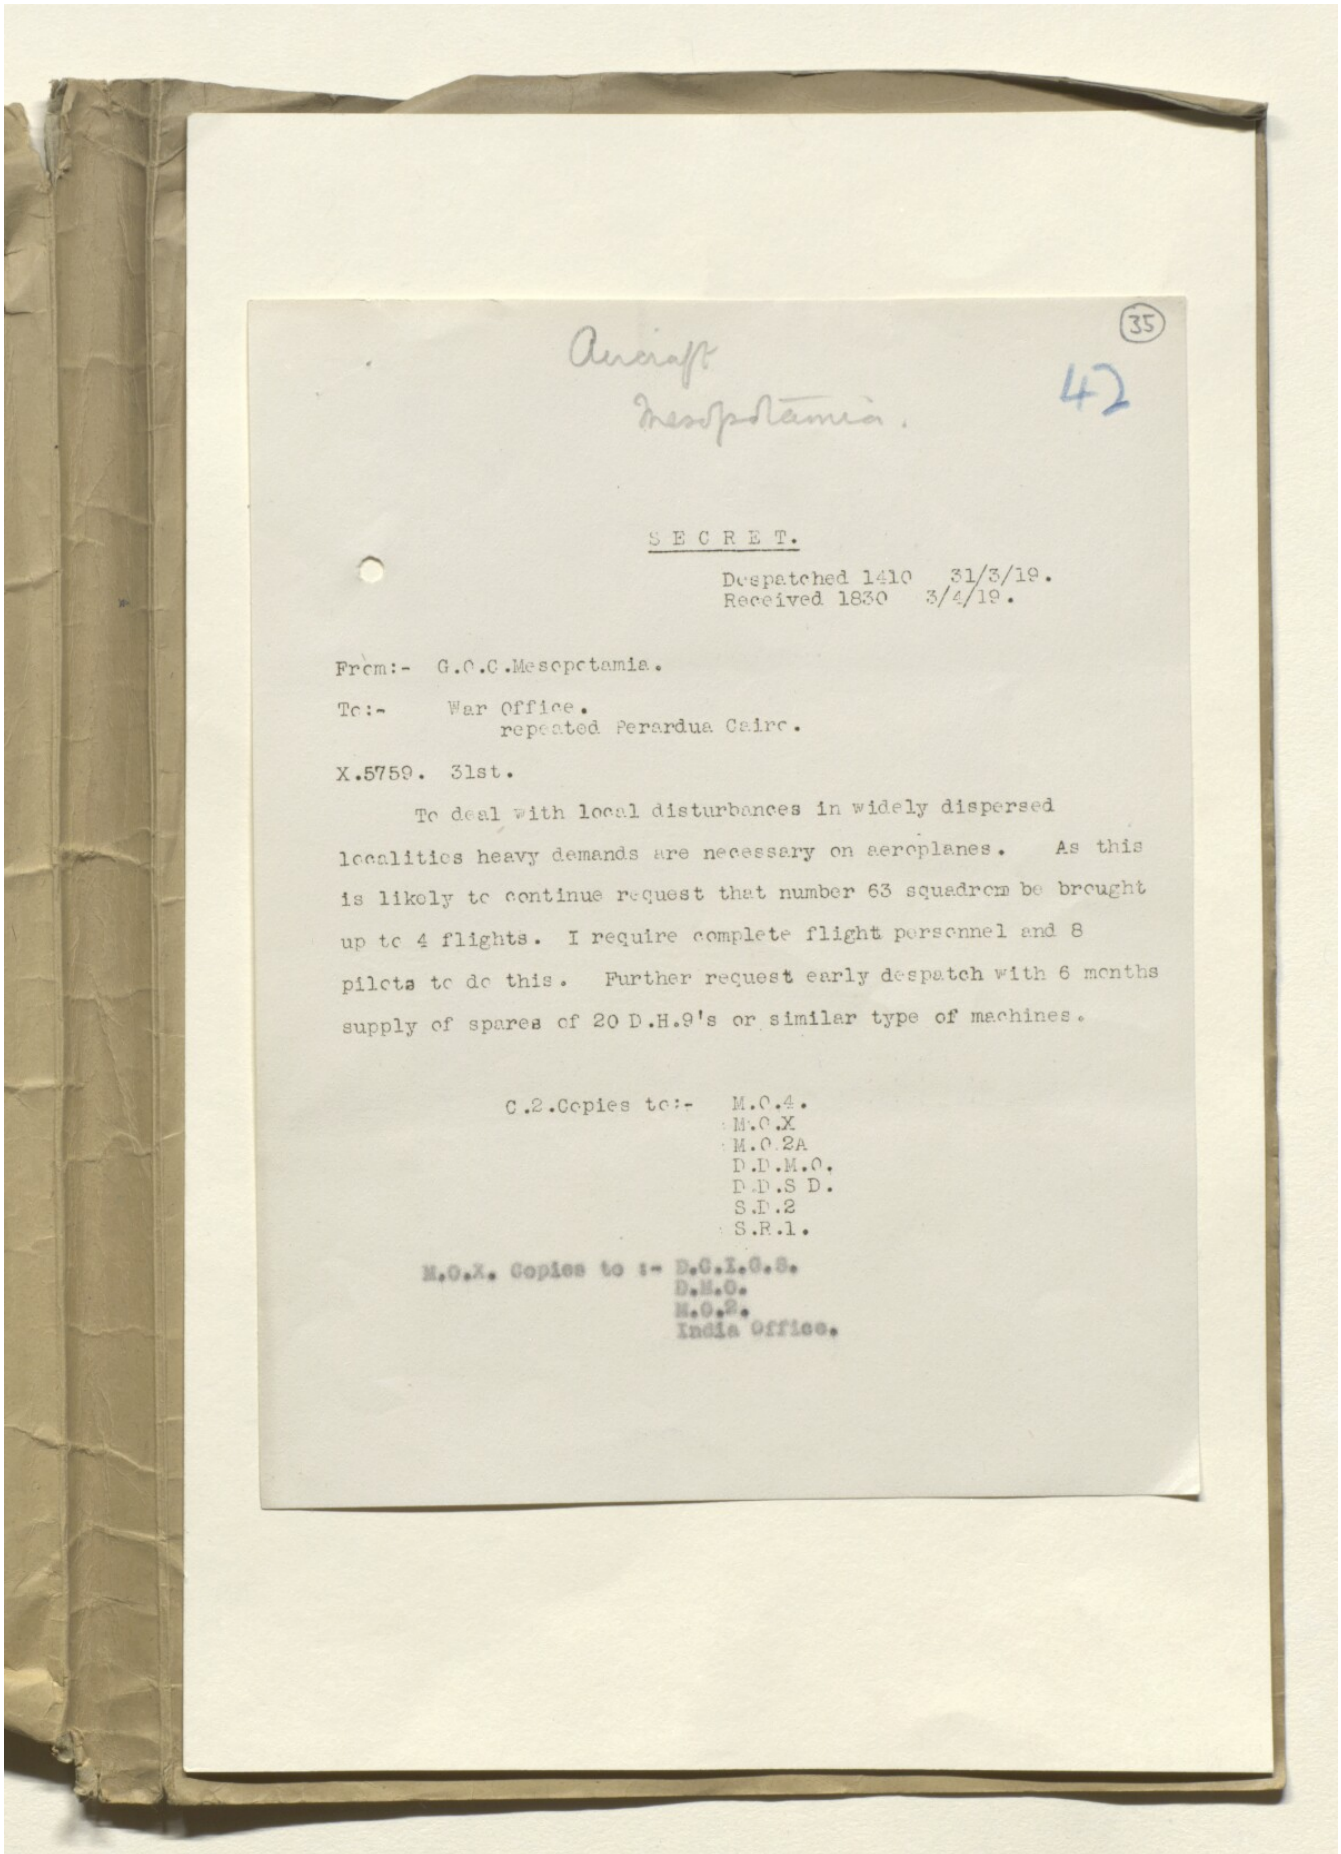 35
Aircraft
42
Mesopotamia.
S E C R E T.
Despatched 1410 31/3/19.
Received 1830 3/4/19.
From:- G.O.C.Mesopotamia.
To:- War Office.
repeated Perardua Cairo.
X.5759. 31st.
To deal with local disturbances in widely dispersed
localities heavy demands are necessary on aeroplanes. As this
is likely to continue request that number 63 squadrom be brought
up to 4 flights. I require complete flight personnel and 8
pilots to do this. Further request early despatch with 6 months
supply of spares of 20 D.H.9's or similar type of machines.
C.2.Copies to:- M.O.4.
M.O.X
M.O.2A
D.D.M.O.
D.D.S D.
S.D.2
S.R.1.
M.O.X. Copies to :- D.C.I.G.S.
D.M.O.
M.O.2.
India Office.